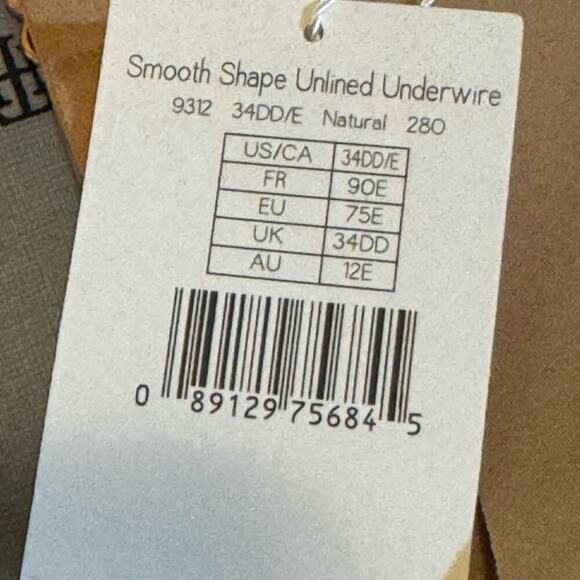 Smooth Shape Unlined Underwire
9312 34DD/E Natural 280
US/CA 34DD/E
FR 90E
EU 75E
UK 34DD
AU 12E
0 89129 75684 5